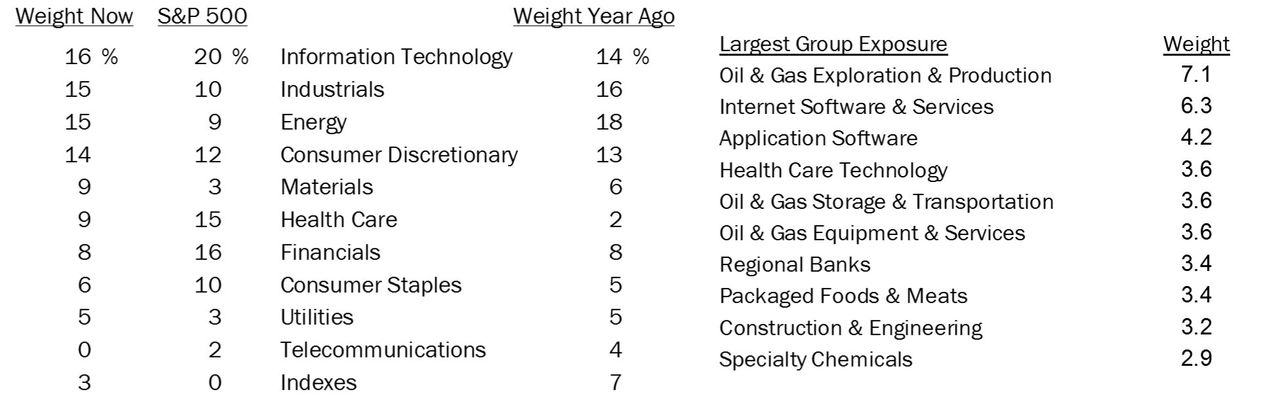 Weight Now S&P 500 Weight Year Ago
16 % 20 % Information Technology 14 %
15 10 Industrials 16
15 9 Energy 18
14 12 Consumer Discretionary 13
9 3 Materials 6
9 15 Health Care 2
8 16 Financials 8
6 10 Consumer Staples 5
5 3 Utilities 5
0 2 Telecommunications 4
3 0 Indexes 7
Largest Group Exposure Weight
Oil & Gas Exploration & Production 7.1
Internet Software & Services 6.3
Application Software 4.2
Health Care Technology 3.6
Oil & Gas Storage & Transportation 3.6
Oil & Gas Equipment & Services 3.6
Regional Banks 3.4
Packaged Foods & Meats 3.4
Construction & Engineering 3.2
Specialty Chemicals 2.9